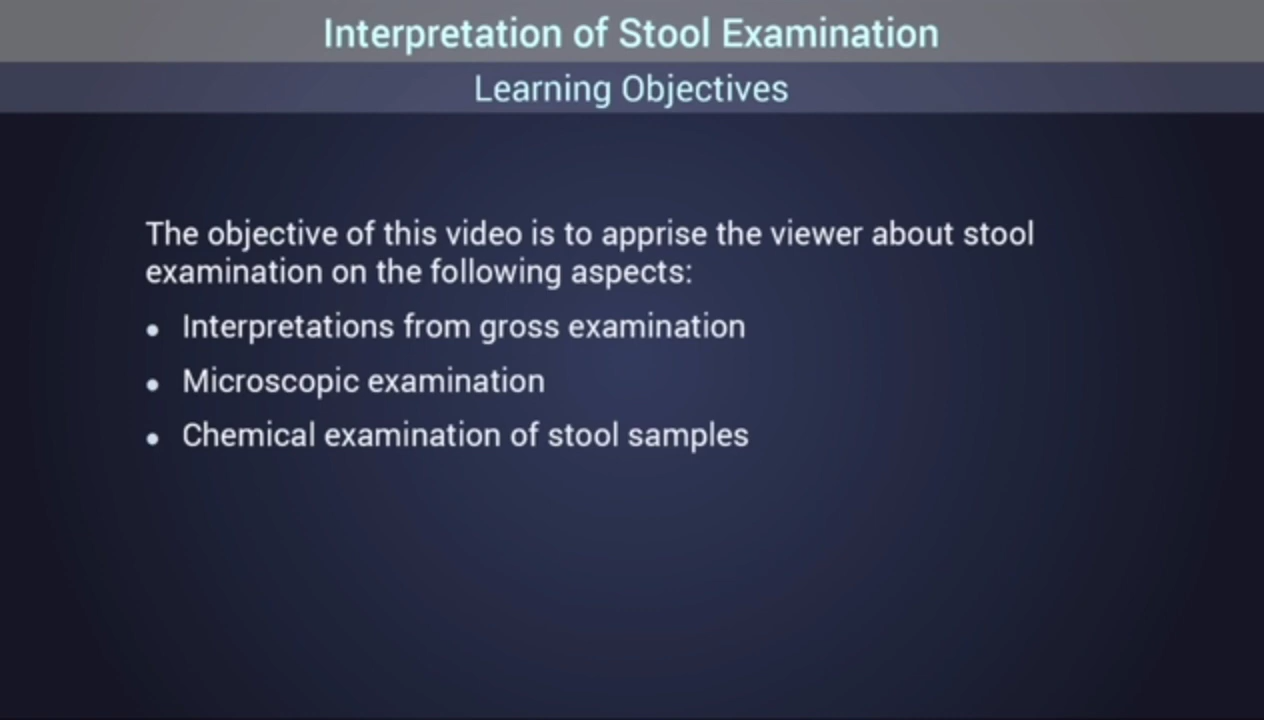 Interpretation of Stool Examination
Learning Objectives
The objective of this video is to apprise the viewer about stool
examination on the following aspects:
• Interpretations from gross examination
• Microscopic examination
• Chemical examination of stool samples